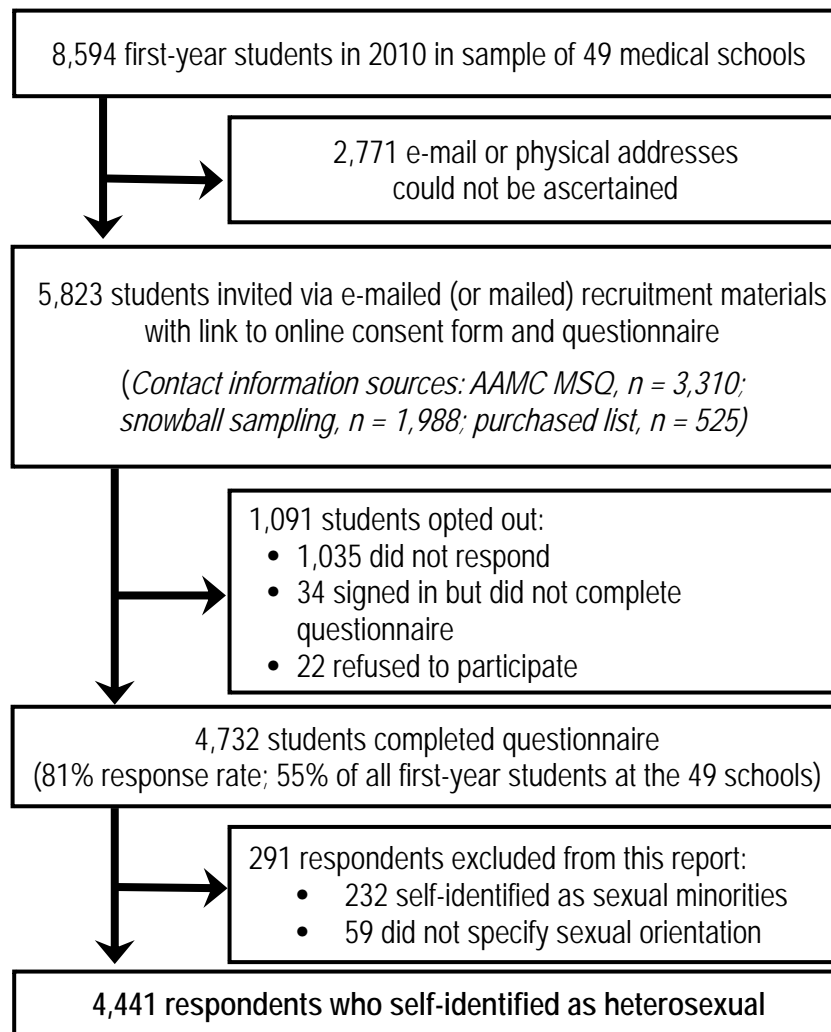 8,594 first-year students in 2010 in sample of 49 medical schools
2,771 e-mail or physical addresses
could not be ascertained
5,823 students invited via e-mailed (or mailed) recruitment materials
with link to online consent form and questionnaire
(Contact information sources: AAMC MSQ, n = 3,310;
snowball sampling, n = 1,988; purchased list, n = 525)
1,091 students opted out:
• 1,035 did not respond
• 34 signed in but did not complete
questionnaire
• 22 refused to participate
4,732 students completed questionnaire
(81% response rate; 55% of all first-year students at the 49 schools)
291 respondents excluded from this report:
• 232 self-identified as sexual minorities
• 59 did not specify sexual orientation
4,441 respondents who self-identified as heterosexual